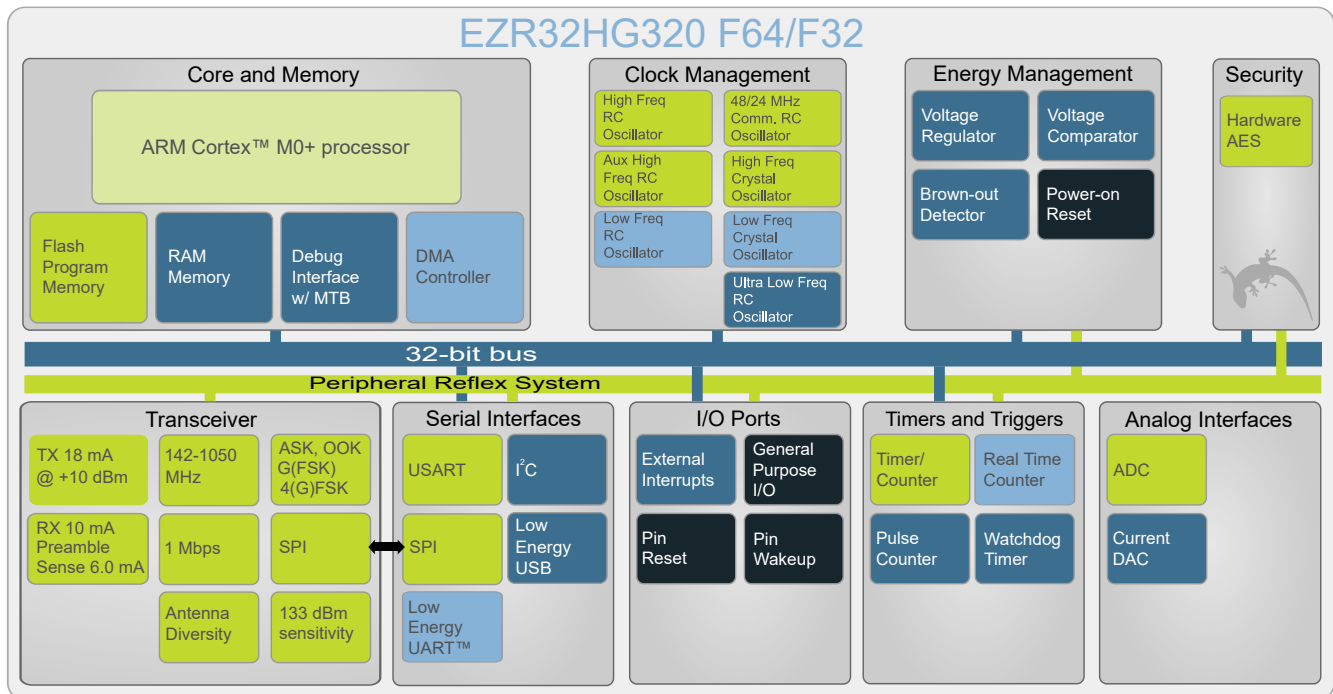 EZR32HG320 F64/F32
Core and Memory
ARM Cortex™ M0+ processor
Flash
Program
Memory
RAM
Memory
Debug
Interface
w/ MTB
DMA
Controller
Clock Management
High Freq
RC
Oscillator
48/24 MHz
Comm. RC
Oscillator
Aux High
Freq RC
Oscillator
High Freq
Crystal
Oscillator
Low Freq
RC
Oscillator
Low Freq
Crystal
Oscillator
Ultra Low Freq
RC
Oscillator
Energy Management
Voltage
Regulator
Voltage
Comparator
Brown-out
Detector
Power-on
Reset
Security
Hardware
AES
32-bit bus
Peripheral Reflex System
Transceiver
TX 18 mA
@ +10 dBm
142-1050
MHz
ASK, OOK
G(FSK)
4(G)FSK
RX 10 mA
Preamble
Sense 6.0 mA
1 Mbps
SPI
Antenna
Diversity
133 dBm
sensitivity
Serial Interfaces
USART
I²C
SPI
Low
Energy
USB
Low
Energy
UART™
I/O Ports
External
Interrupts
General
Purpose
I/O
Pin
Reset
Pin
Wakeup
Timers and Triggers
Timer/
Counter
Real Time
Counter
Pulse
Counter
Watchdog
Timer
Analog Interfaces
ADC
Current
DAC